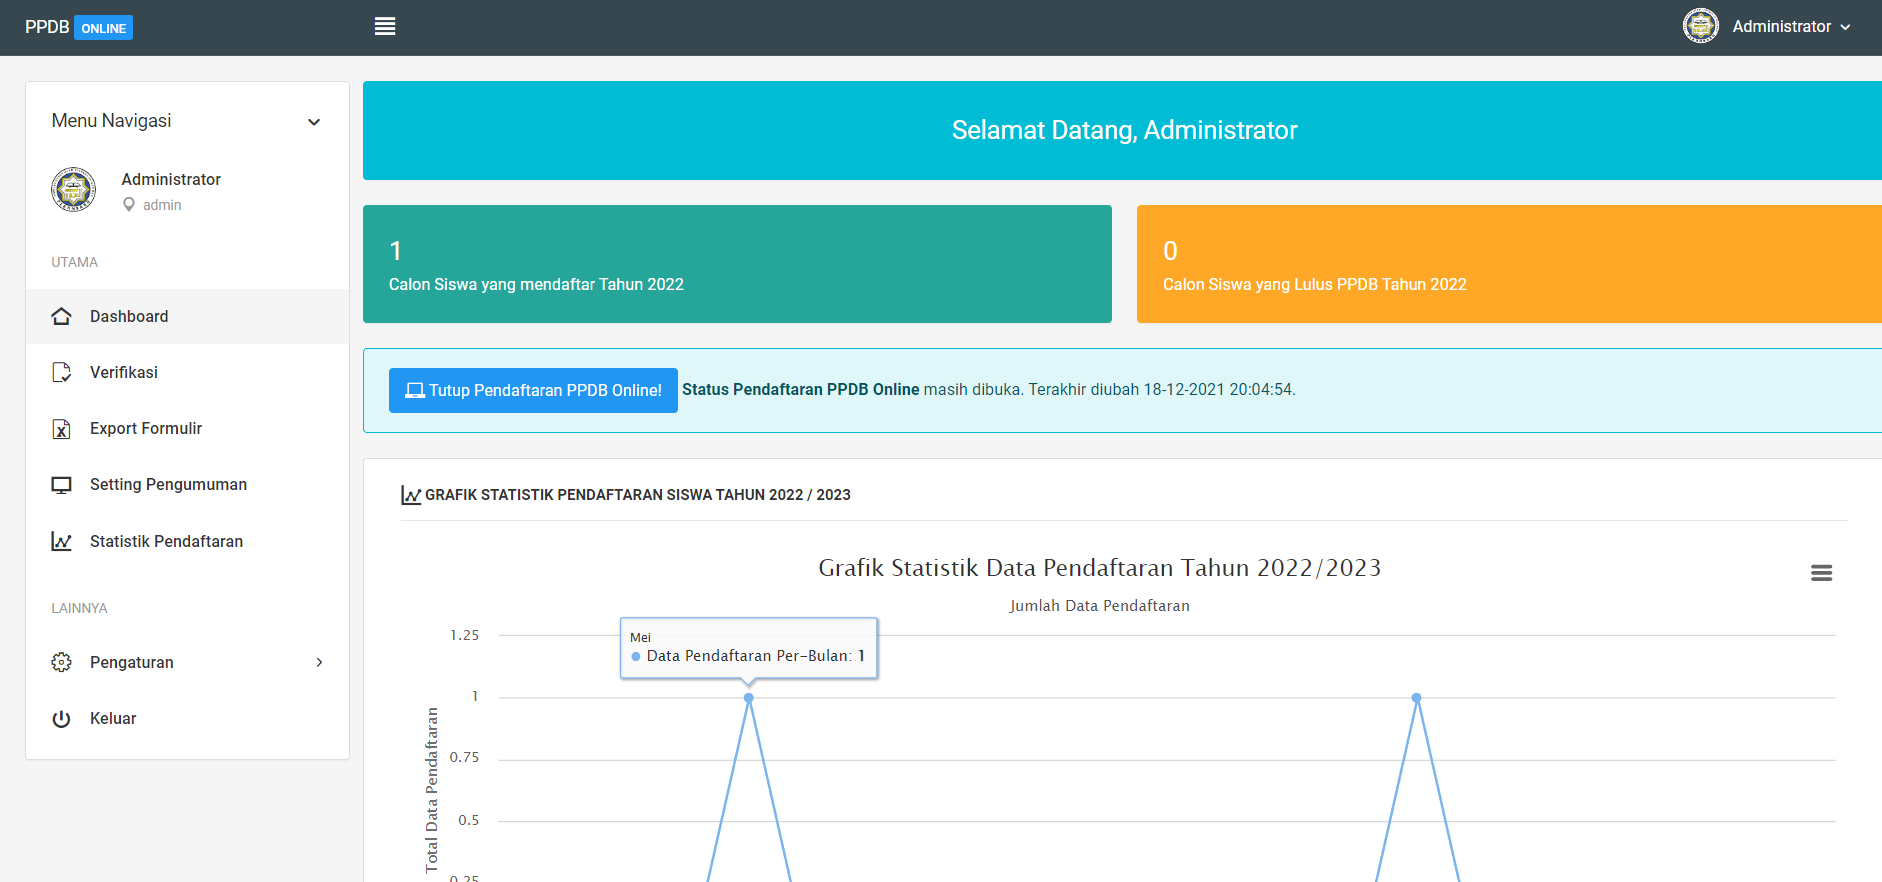 PPDB ONLINE
Administrator
Menu Navigasi
Administrator
admin
UTAMA
Dashboard
Verifikasi
Export Formulir
Setting Pengumuman
Statistik Pendaftaran
LAINNYA
Pengaturan
Keluar
Selamat Datang, Administrator
1
Calon Siswa yang mendaftar Tahun 2022
0
Calon Siswa yang Lulus PPDB Tahun 2022
Tutup Pendaftaran PPDB Online! Status Pendaftaran PPDB Online masih dibuka. Terakhir diubah 18-12-2021 20:04:54.
GRAFIK STATISTIK PENDAFTARAN SISWA TAHUN 2022 / 2023
Grafik Statistik Data Pendaftaran Tahun 2022/2023
Jumlah Data Pendaftaran
Mei
Data Pendaftaran Per-Bulan: 1
Total Data Pendaftaran
1.25
1
0.75
0.5
0.25